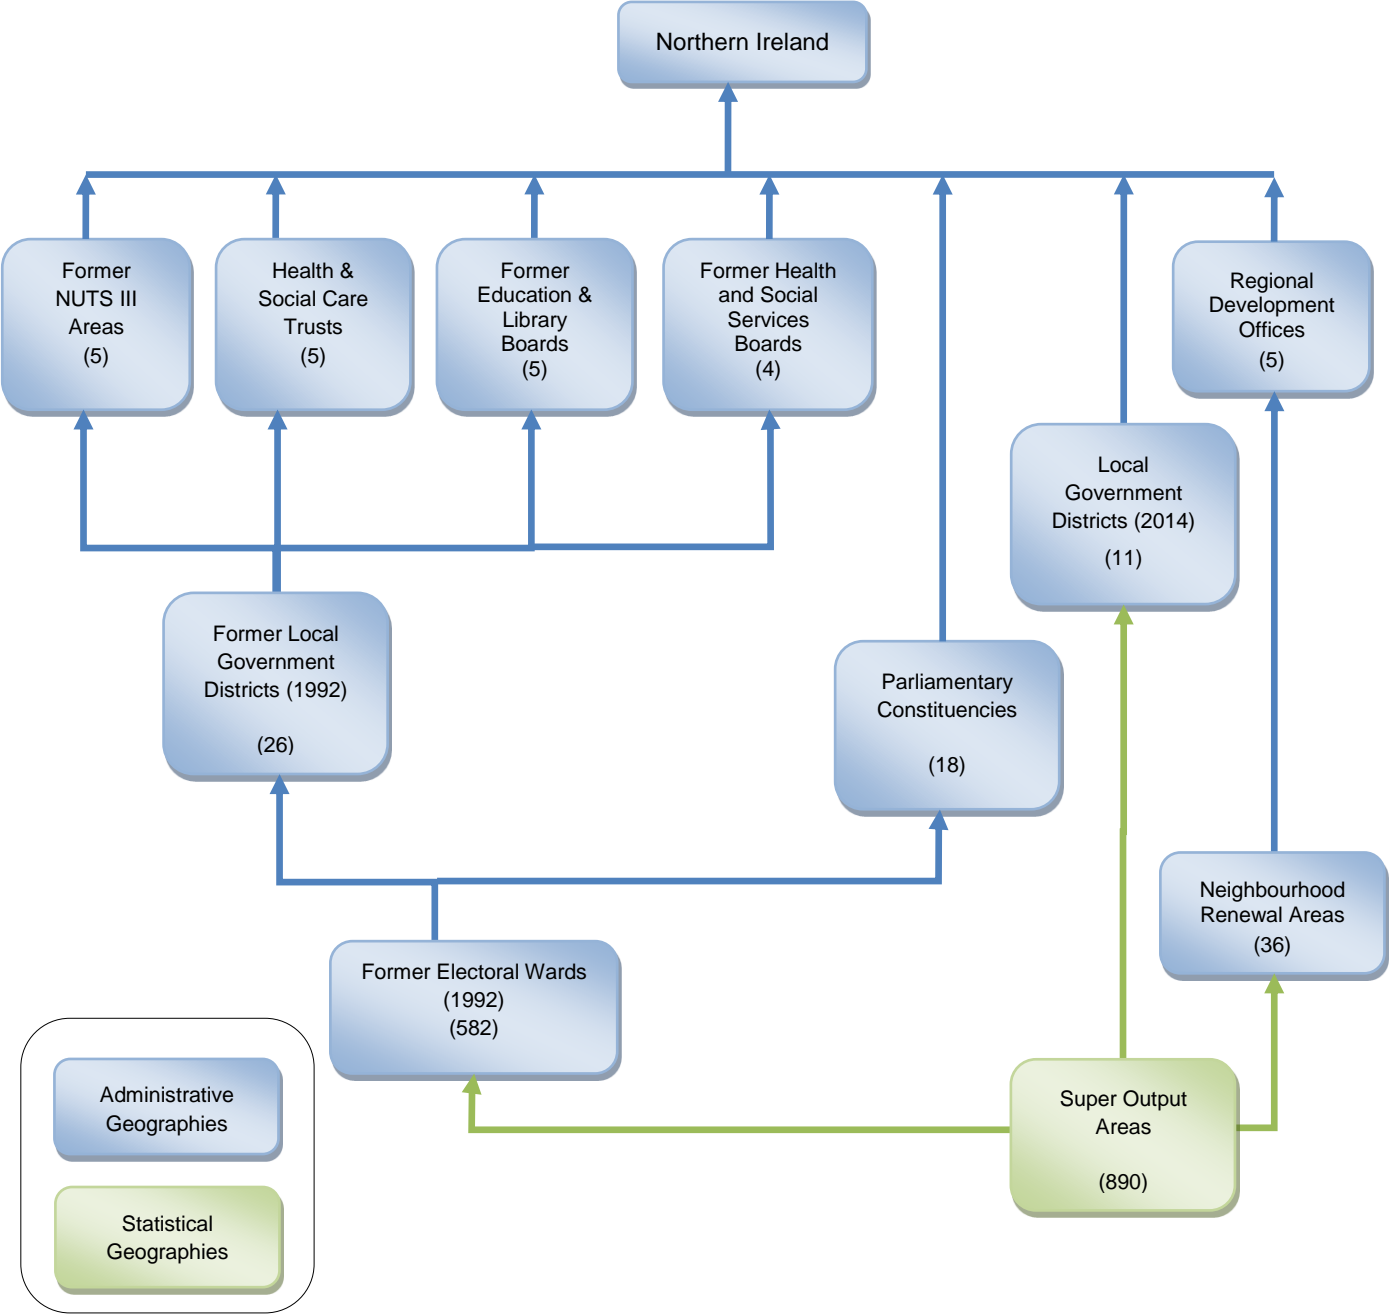 Northern Ireland
Former
NUTS III
Areas
(5)
Health &
Social Care
Trusts
(5)
Former
Education &
Library
Boards
(5)
Former Health
and Social
Services
Boards
(4)
Regional
Development
Offices
(5)
Local
Government
Districts (2014)
(11)
Former Local
Government
Districts (1992)
(26)
Parliamentary
Constituencies
(18)
Neighbourhood
Renewal Areas
(36)
Former Electoral Wards
(1992)
(582)
Super Output
Areas
(890)
Administrative
Geographies
Statistical
Geographies